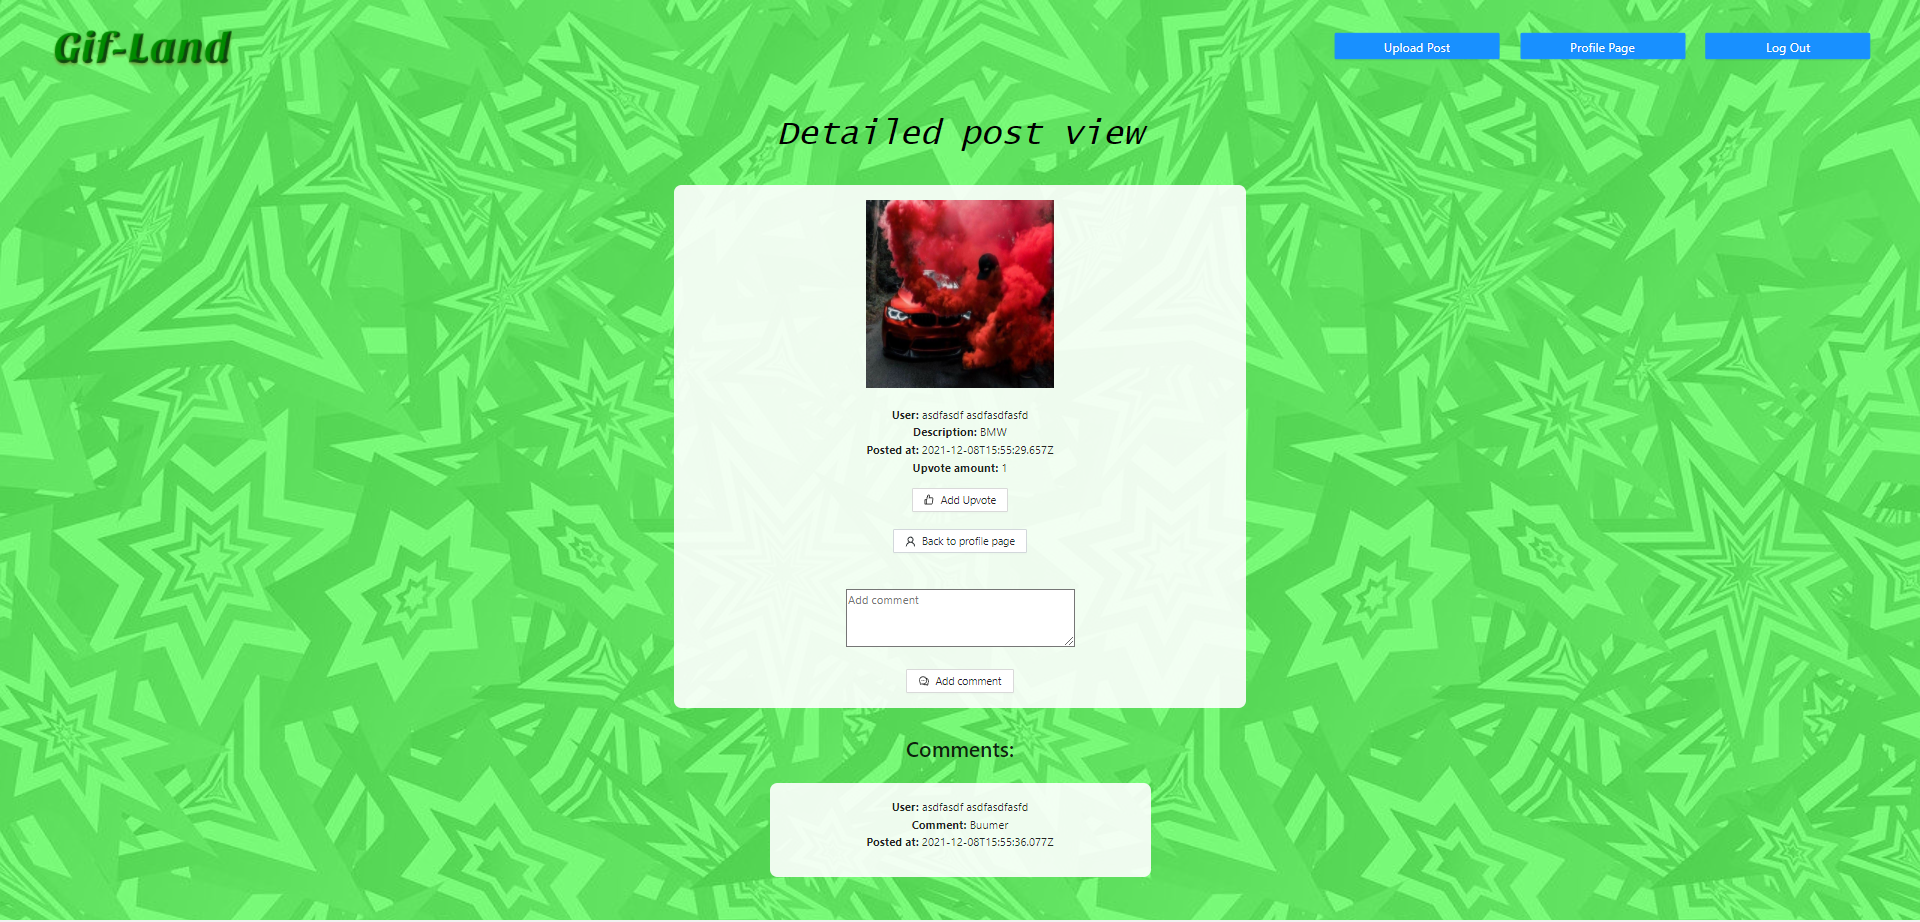 Gif-Land
Upload Post
Profile Page
Log Out
Detailed post view
User: asdfasdf asdfasdfasfd
Description: BMW
Posted at: 2021-12-08T15:55:29.657Z
Upvote amount: 1
Add Upvote
Back to profile page
Add comment
Add comment
Comments:
User: asdfasdf asdfasdfasfd
Comment: Buumer
Posted at: 2021-12-08T15:55:36.077Z